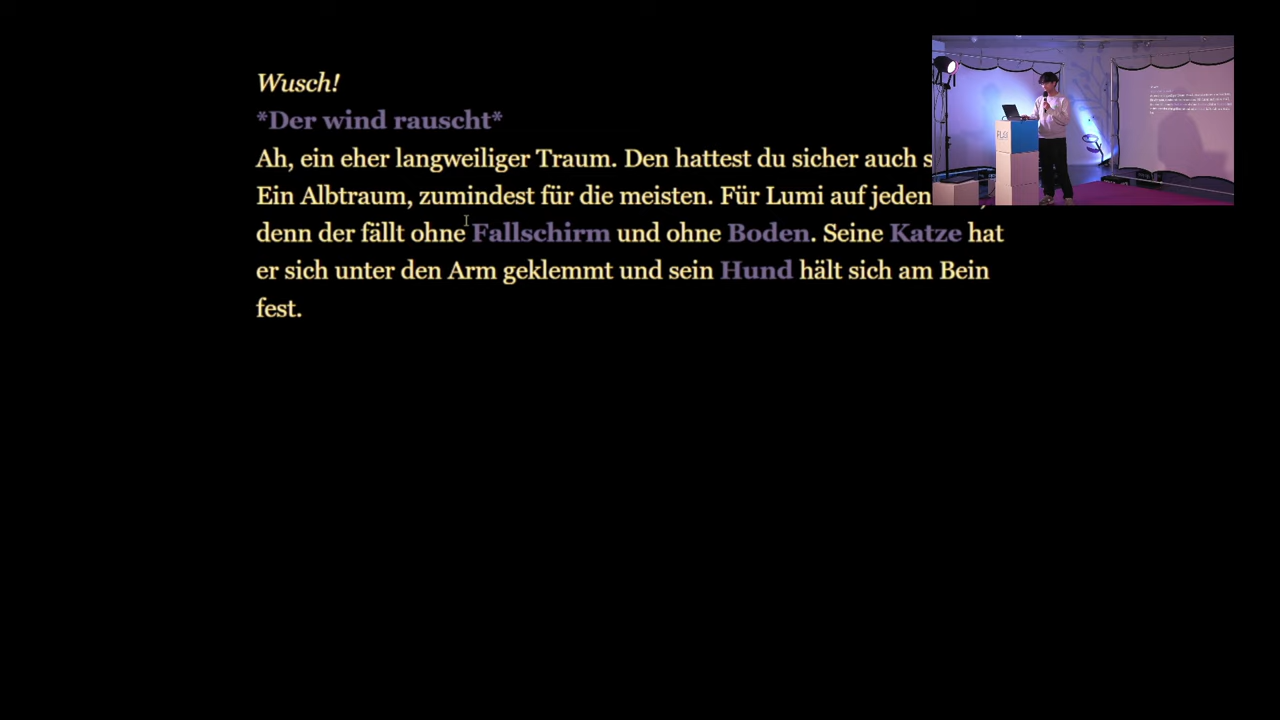 Wusch!
*Der wind rauscht*
Ah, ein eher langweiliger Traum. Den hattest du sicher auch
Ein Albtraum, zumindest für die meisten. Für Lumi auf jeden
denn der fällt ohne Fallschirm und ohne Boden. Seine Katze hat
er sich unter den Arm geklemmt und sein Hund hält sich am Bein
fest.